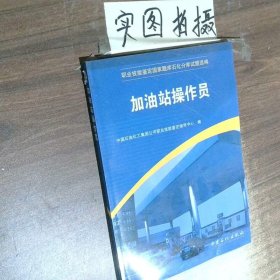 实图拍摄
职业技能鉴定国家题库石化分库试题选编
加油站操作员
中国石油化工集团公司职业技能鉴定指导中心 编
中国石化出版社